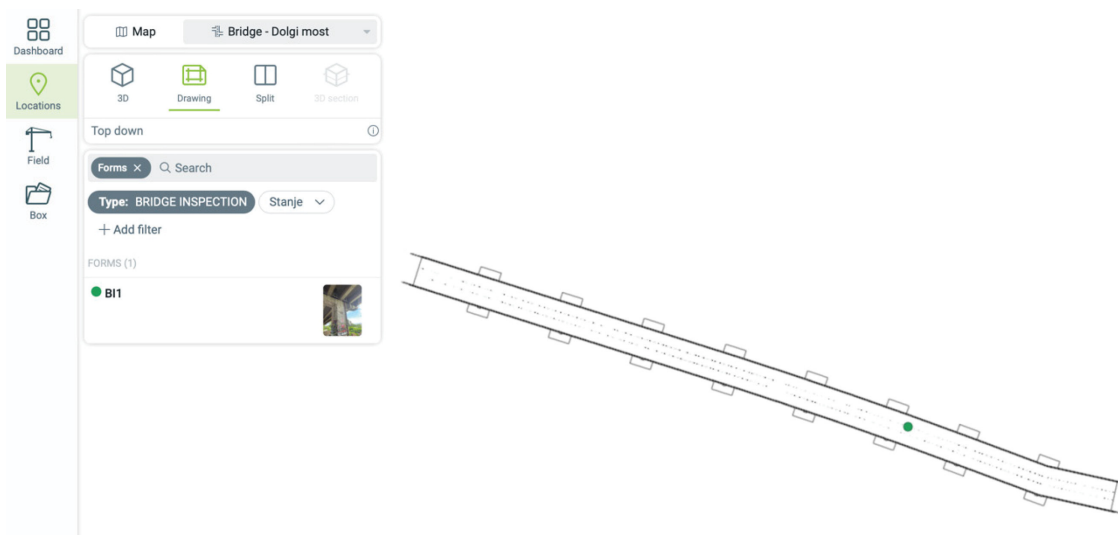 Dashboard
Locations
Field
Box
Map
Bridge - Dolgi most
3D
Drawing
Split
3D section
Top down
Forms
Search
Type: BRIDGE INSPECTION
Stanje
Add filter
FORMS (1)
BI1